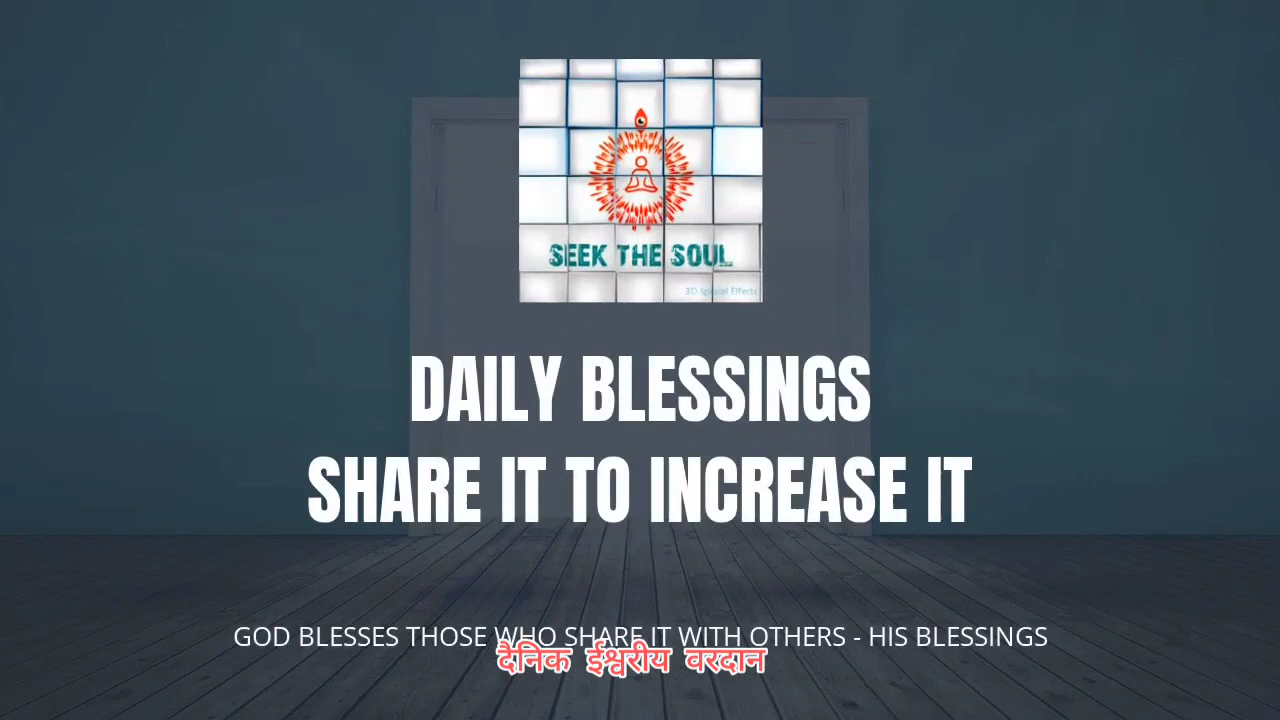 SEEK THE SOUL
3D Special Effects
DAILY BLESSINGS
SHARE IT TO INCREASE IT
GOD BLESSES THOSE WHO SHARE IT WITH OTHERS - HIS BLESSINGS
दैनिक ईश्वरीय वरदान